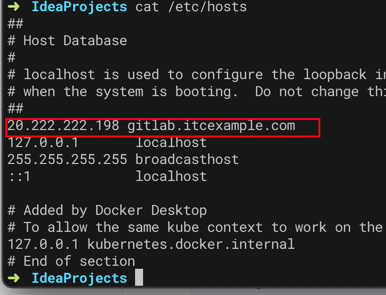 ➜ IdeaProjects cat /etc/hosts
##
# Host Database
#
# localhost is used to configure the loopback in
# when the system is booting. Do not change thi
##
20.222.222.198 gitlab.itcexample.com
127.0.0.1 localhost
255.255.255.255 broadcasthost
::1 localhost
# Added by Docker Desktop
# To allow the same kube context to work on the
127.0.0.1 kubernetes.docker.internal
# End of section
➜ IdeaProjects